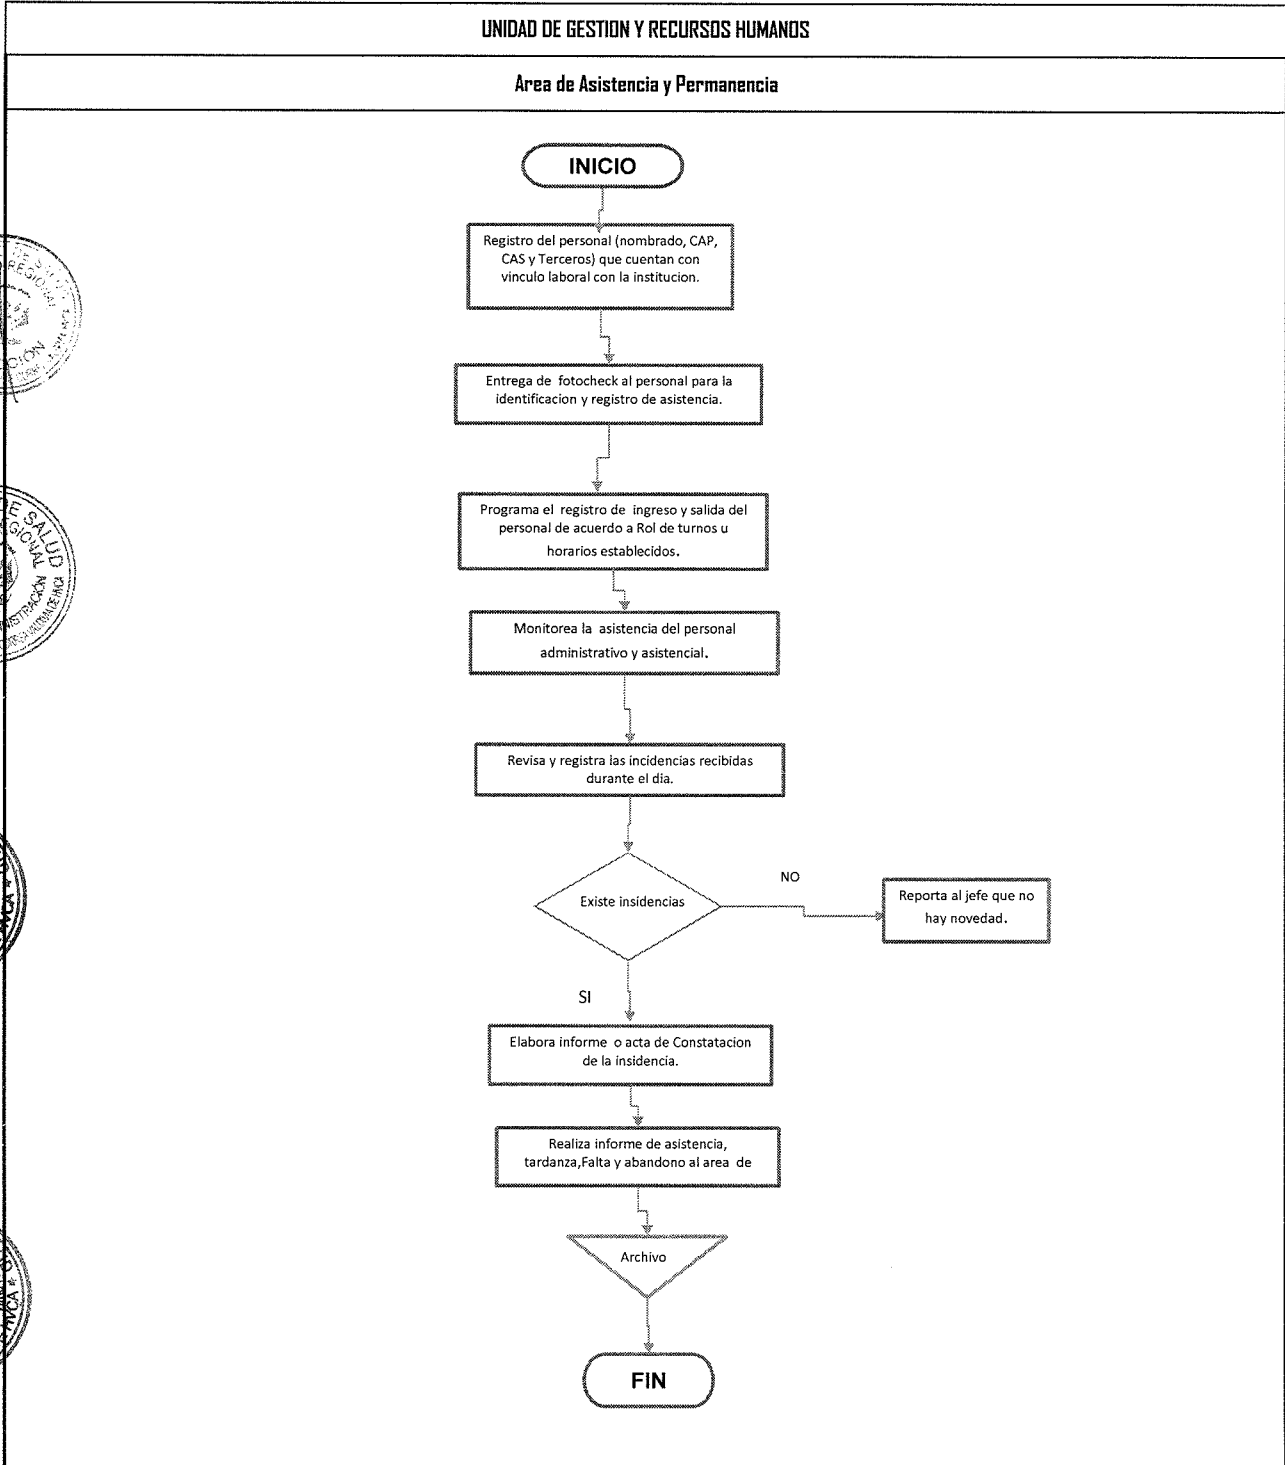 UNIDAD DE GESTION Y RECURSOS HUMANOS
Area de Asistencia y Permanencia
INICIO
Registro del personal (nombrado, CAP,
CAS y Terceros) que cuentan con
vinculo laboral con la institucion.
Entrega de fotocheck al personal para la
identificacion y registro de asistencia.
Programa el registro de ingreso y salida del
personal de acuerdo a Rol de turnos u
horarios establecidos.
Monitorea la asistencia del personal
administrativo y asistencial.
Revisa y registra las incidencias recibidas
durante el dia.
Existe insidencias
NO
Reporta al jefe que no
hay novedad.
SI
Elabora informe o acta de Constatacion
de la insidencia.
Realiza informe de asistencia,
tardanza,Falta y abandono al area de
Archivo
FIN
DE SALUD
REGIONAL